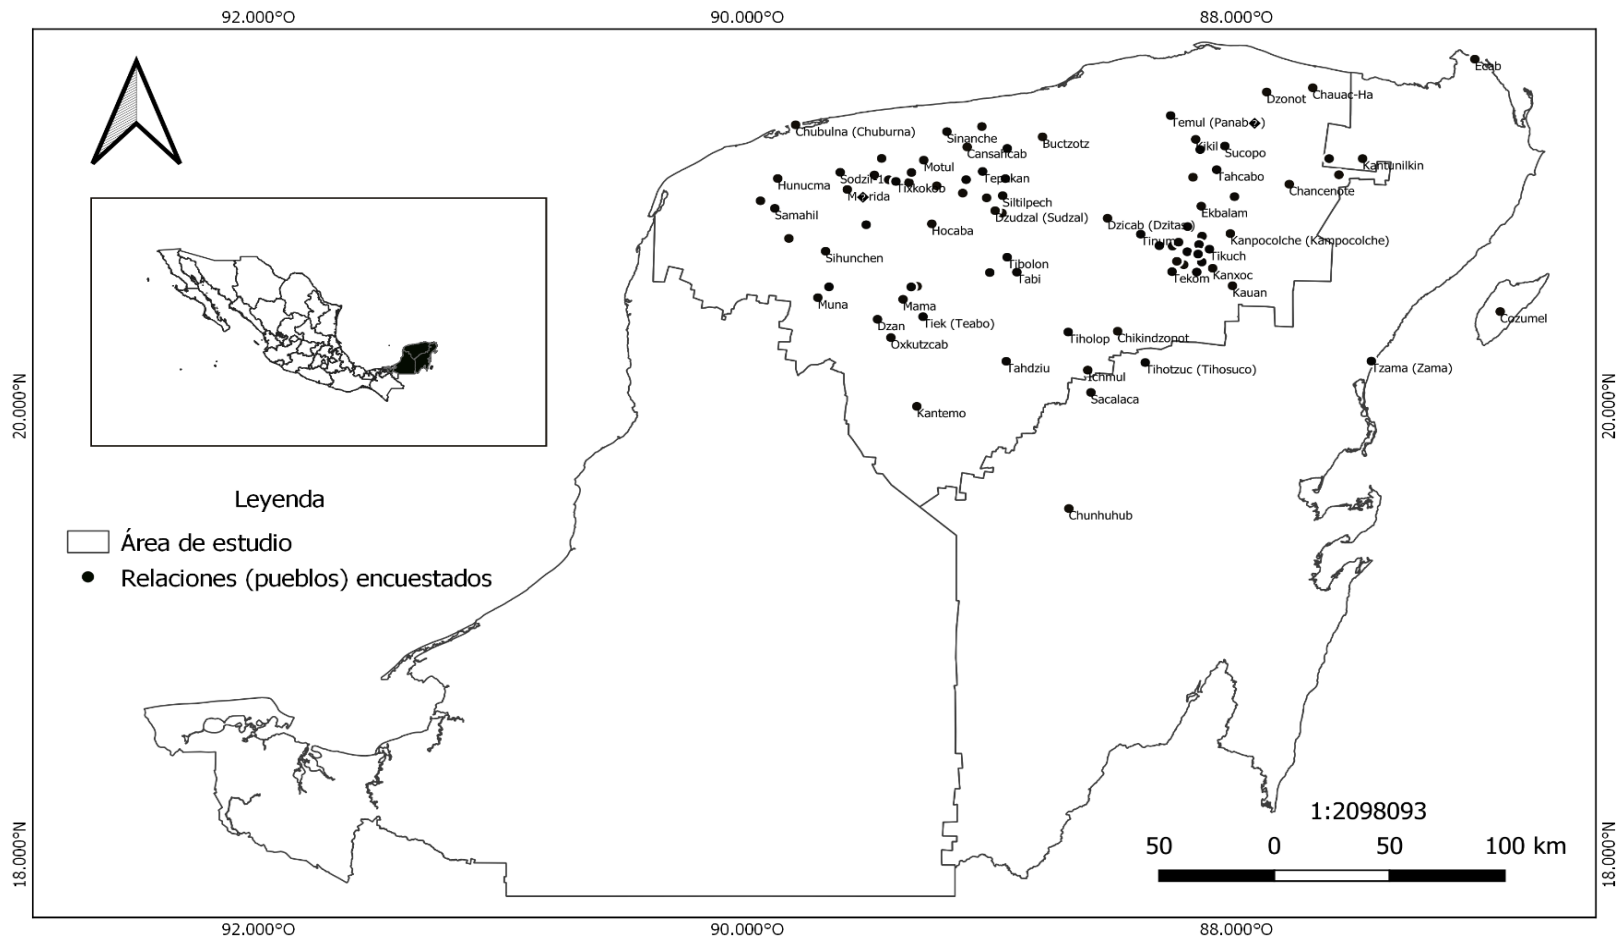 92.000°O
90.000°O
88.000°O
Ecab
Dzonot
Chauac-Ha
Chubulna (Chuburna)
Temul (Panab�)
Sinanche
Buctzotz
Cansahcab
Kikil
Sucopo
Motul
Kantunilkin
Hunucma
Sodzil 1
Tixkokob
Tepakan
Tahcabo
Chancenote
M�rida
Siltilpech
Samahil
Dzudzal (Sudzal)
Ekbalam
Hocaba
Dzicab (Dzitas)
Tinum
Kanpocolche (Kampocolche)
Sihunchen
Tibolon
Tikuch
Tabi
Tekom
Kanxoc
Kauan
Muna
Mama
Cozumel
Dzan
Tiek (Teabo)
Oxkutzcab
Tiholop
Chikindzonot
Tahdziu
Ichmul
Tihotzuc (Tihosuco)
Tzama (Zama)
Sacalaca
Kantemo
20.000°N
20.000°N
Leyenda
Área de estudio
Relaciones (pueblos) encuestados
Chunhuhub
1:2098093
50 0 50 100 km
18.000°N
18.000°N
92.000°O
90.000°O
88.000°O